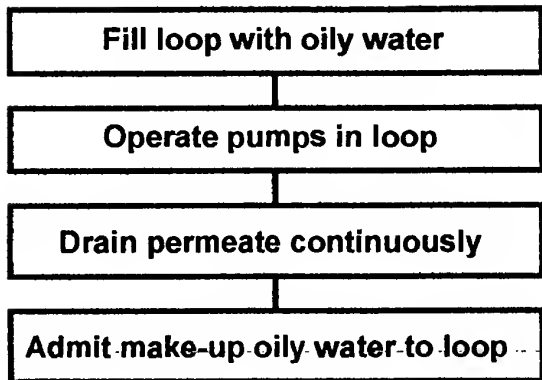 Fill loop with oily water
Operate pumps in loop
Drain permeate continuously
Admit make-up oily water to loop